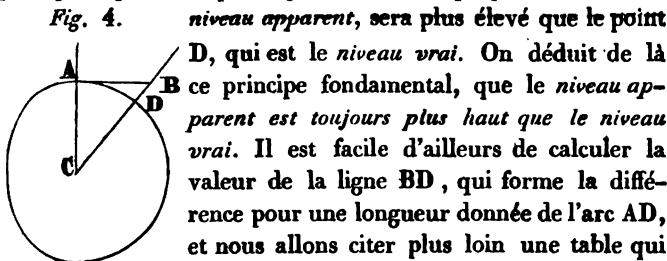 Fig. 4.
niveau apparent, sera plus élevé que le point
D, qui est le niveau vrai. On déduit de là
ce principe fondamental, que le niveau ap-
parent est toujours plus haut que le niveau
vrai. Il est facile d'ailleurs de calculer la
valeur de la ligne BD, qui forme la diffé-
rence pour une longueur donnée de l'arc AD,
et nous allons citer plus loin une table qui
A
B
D
C